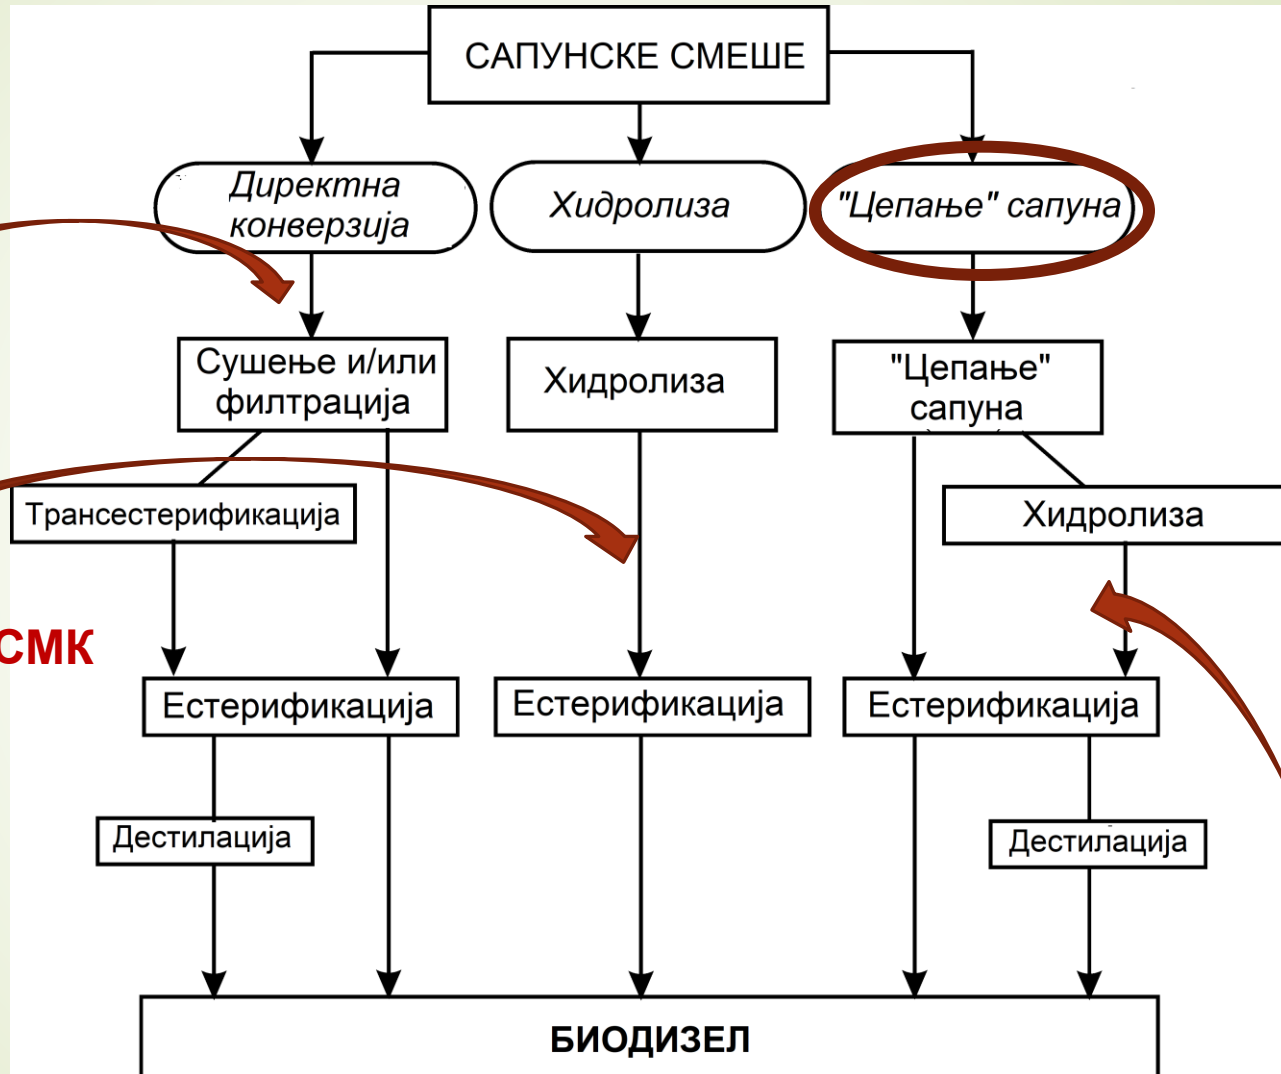 САПУНСКЕ СМЕШЕ
Директна
конверзија
Хидролиза
"Цепање" сапуна
Сушење и/или
филтрација
Хидролиза
"Цепање"
сапуна
Трансестерификација
Хидролиза
СМК
Естерификација
Естерификација
Естерификација
Дестилација
Дестилација
БИОДИЗЕЛ